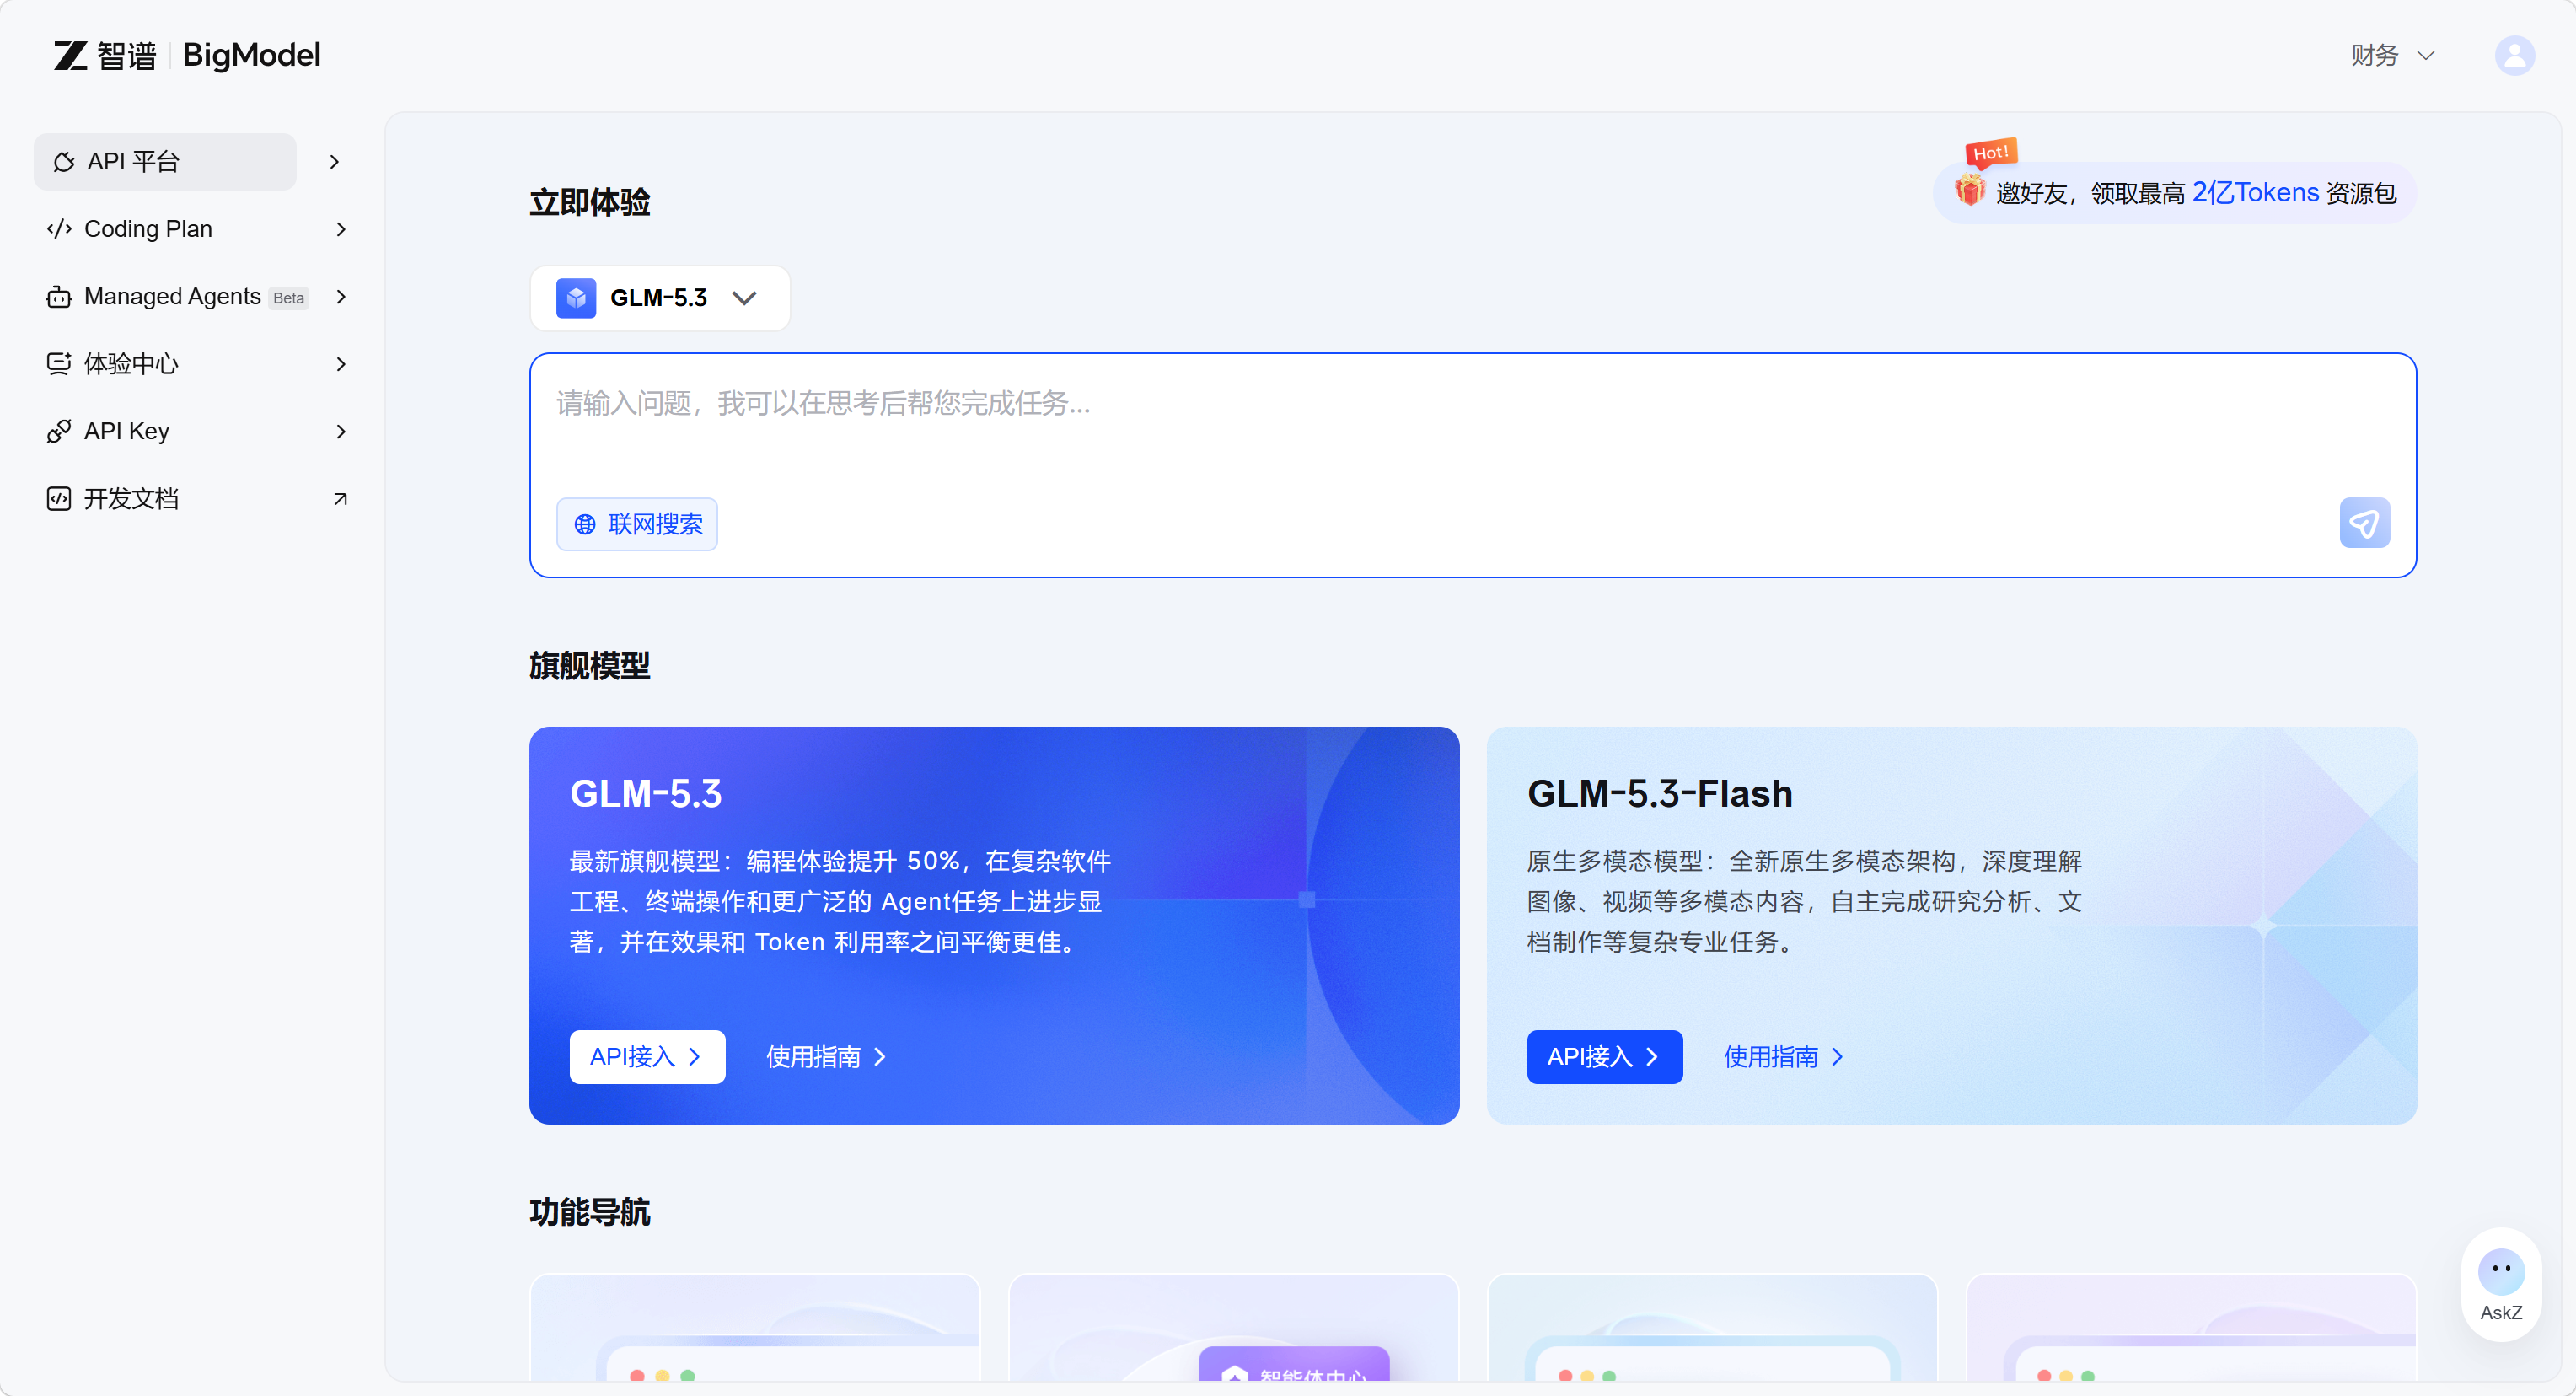 智谱 BigModel
财务
API 平台
Coding Plan
Managed Agents Beta
体验中心
API Key
开发文档
立即体验
Hot!
邀好友，领取最高 2亿Tokens 资源包
GLM-5.3
请输入问题，我可以在思考后帮您完成任务...
联网搜索
旗舰模型
GLM-5.3
最新旗舰模型：编程体验提升 50%，在复杂软件
工程、终端操作和更广泛的 Agent任务上进步显
著，并在效果和 Token 利用率之间平衡更佳。
API接入
使用指南
GLM-5.3-Flash
原生多模态模型：全新原生多模态架构，深度理解
图像、视频等多模态内容，自主完成研究分析、文
档制作等复杂专业任务。
API接入
使用指南
功能导航
智能体中心
AskZ